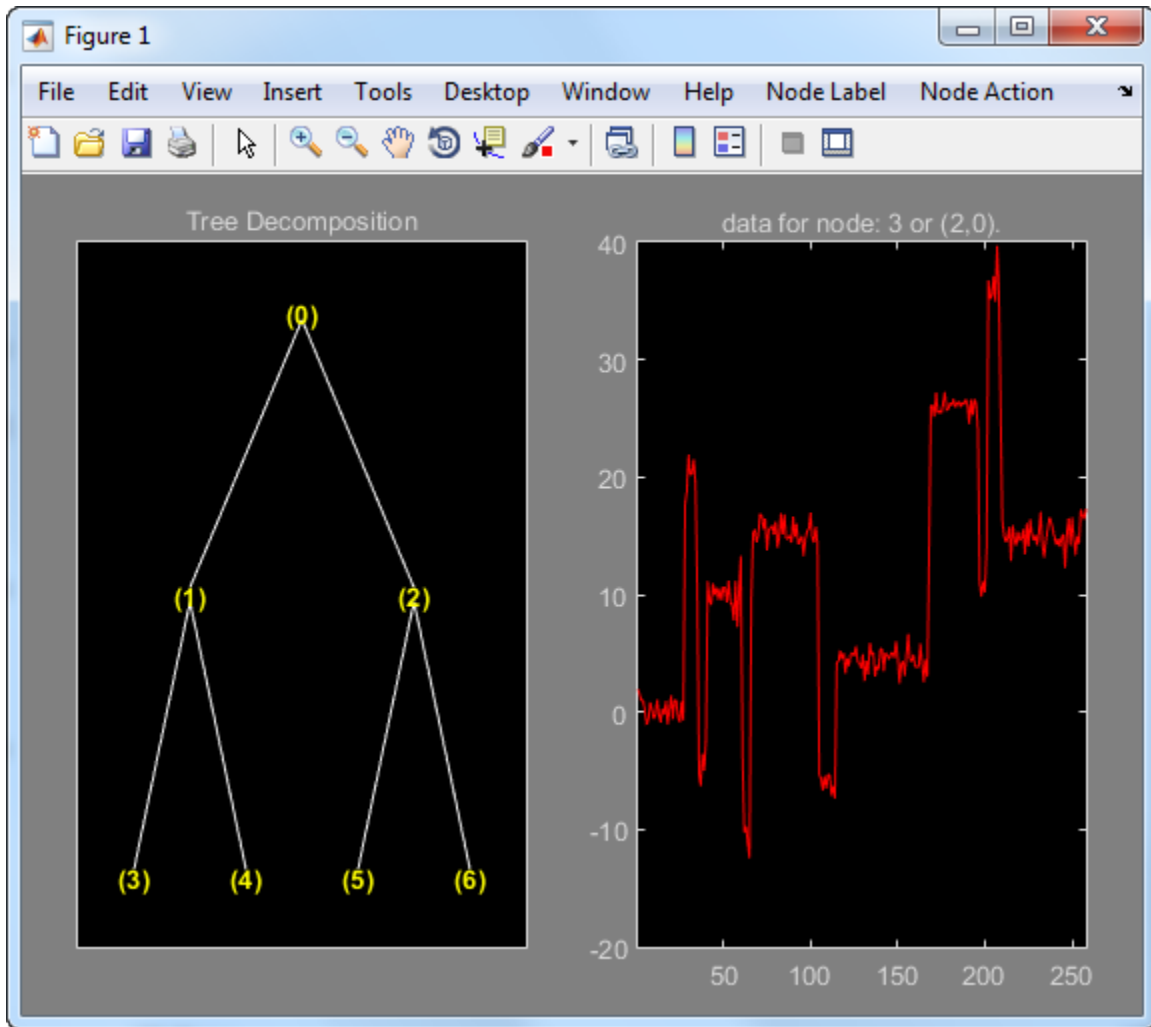 Figure 1
File Edit View Insert Tools Desktop Window Help Node Label Node Action
Tree Decomposition
(0)
(1) (2)
(3) (4) (5) (6)
data for node: 3 or (2,0).
40
30
20
10
0
-10
-20
50 100 150 200 250